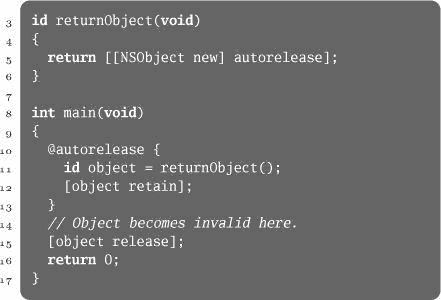 3 id returnObject(void)
4 {
5   return [[NSObject new] autorelease];
6 }
7
8 int main(void)
9 {
10   @autorelease {
11     id object = returnObject();
12     [object retain];
13   }
14   // Object becomes invalid here.
15   [object release];
16   return 0;
17 }